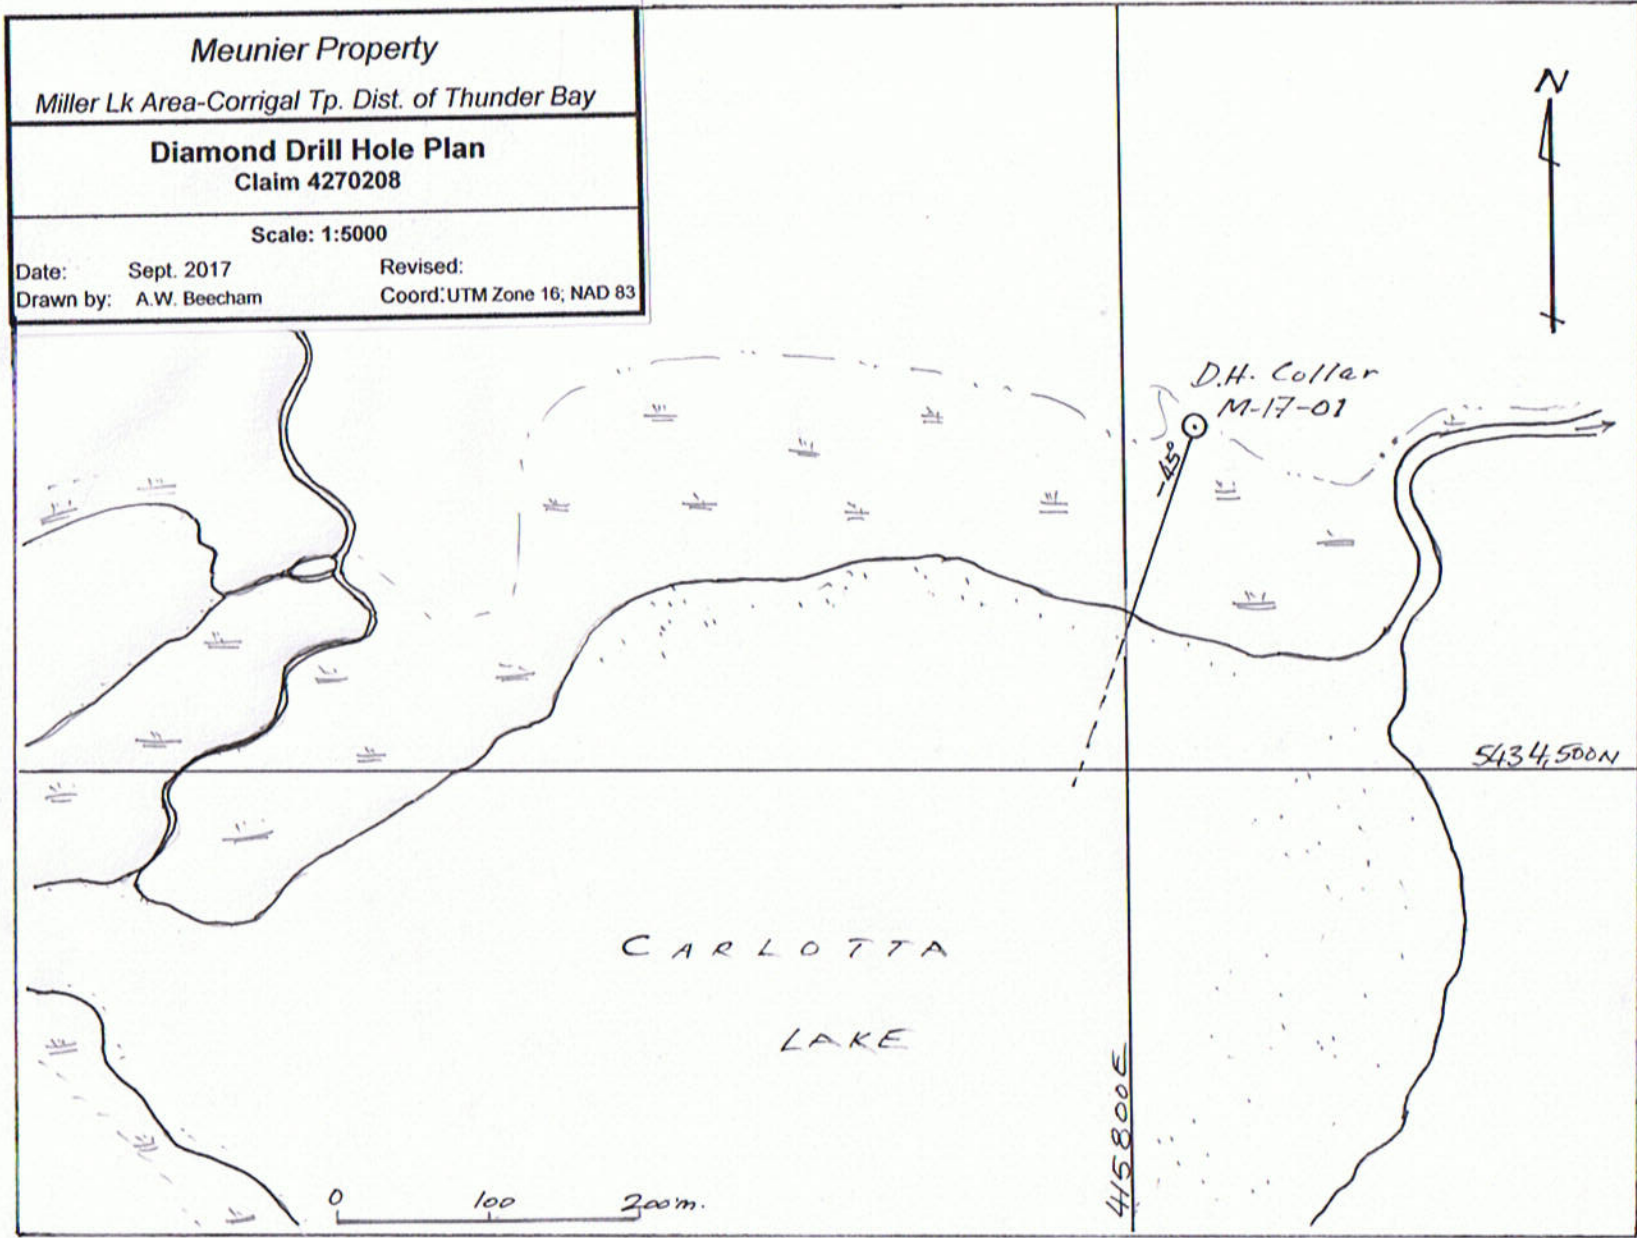 Meunier Property
Miller Lk Area-Corrigal Tp. Dist. of Thunder Bay
Diamond Drill Hole Plan
Claim 4270208
Scale: 1:5000
Date: Sept. 2017 Revised:
Drawn by: A.W. Beecham Coord:UTM Zone 16; NAD 83
N
D.H. Collar
M-17-01
-45°
5434,500N
CARLOTTA
LAKE
415800E
0 100 200m.